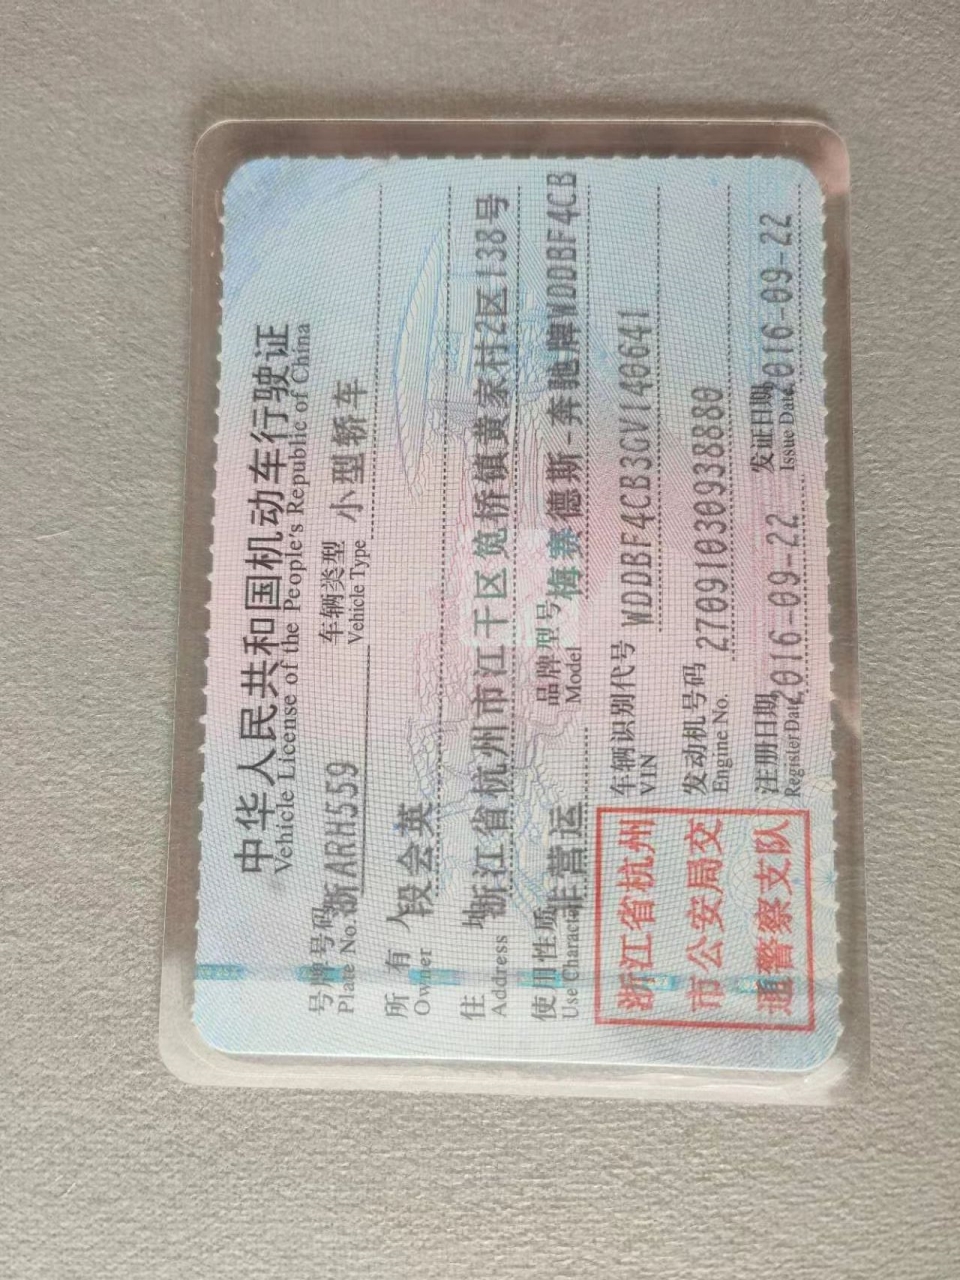 中华人民共和国机动车行驶证
Vehicle License of the People's Republic of China
号牌号码 浙ARH559 车辆类型 小型轿车
Plate No. Vehicle Type
所有人 段会英
Owner
住址 浙江省杭州市江干区笕桥镇黄家村2区138号
Address
使用性质 非营运 品牌型号 梅赛德斯-奔驰牌WDDBF4CB
Use Character Model
浙江省杭州
市公安局交
通警察支队
车辆识别代号 WDDBF4CB3GV140641
VIN
发动机号码 27091030938880
Engine No.
注册日期 2016-09-22 发证日期 2016-09-22
Register Date Issue Date